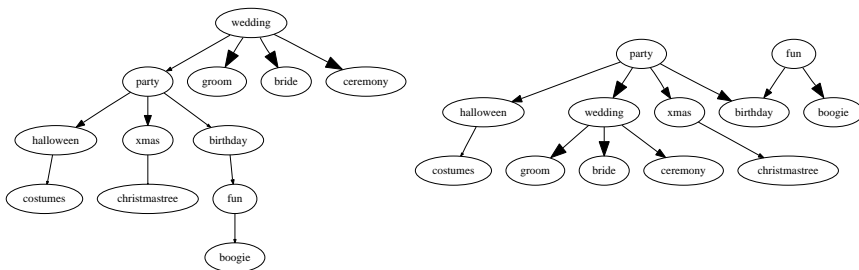 wedding
party groom bride ceremony
halloween xmas birthday
costumes christmastree fun
boogie
party fun
halloween wedding xmas birthday boogie
costumes groom bride ceremony christmastree